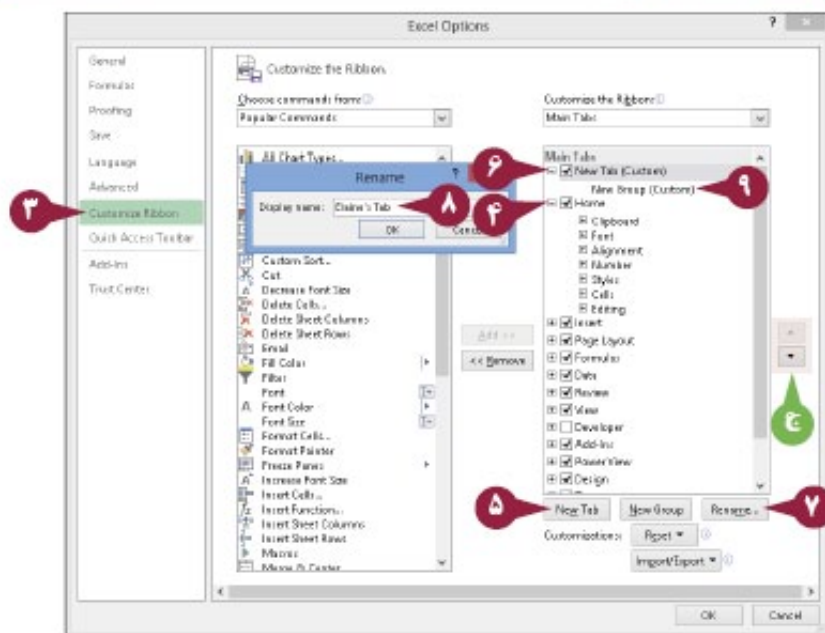 Excel Options
?
General
Formulas
Proofing
Save
Language
Advanced
۳
Customize Ribbon
Quick Access Toolbar
Add-Ins
Trust Center
Customize the Ribbon.
Choose commands from:
Popular Commands
All Chart Types...
Rename
?
Display name: Elaine's Tab
۸
OK
Custom Sort...
Cut
Decrease Font Size
Delete Cells...
Delete Sheet Columns
Delete Sheet Rows
Email
Fill Color
Filter
Font
Font Color
Font Size
Format Cells...
Format Painter
Freeze Panes
Increase Font Size
Insert Cells...
Insert Function...
Insert Sheet Columns
Insert Sheet Rows
Macros
Merge & Center
Add >>
<< Remove
Customize the Ribbon:
Main Tabs
Main Tabs
۶
New Tab (Custom)
New Group (Custom)
۹
۴
Home
Clipboard
Font
Alignment
Number
Styles
Cells
Editing
Insert
Page Layout
Formulas
Data
Review
View
Developer
Add-Ins
PowerView
Design
ع
۵
New Tab
New Group
Rename...
۷
Customizations:
Reset
Import/Export
OK
Cancel